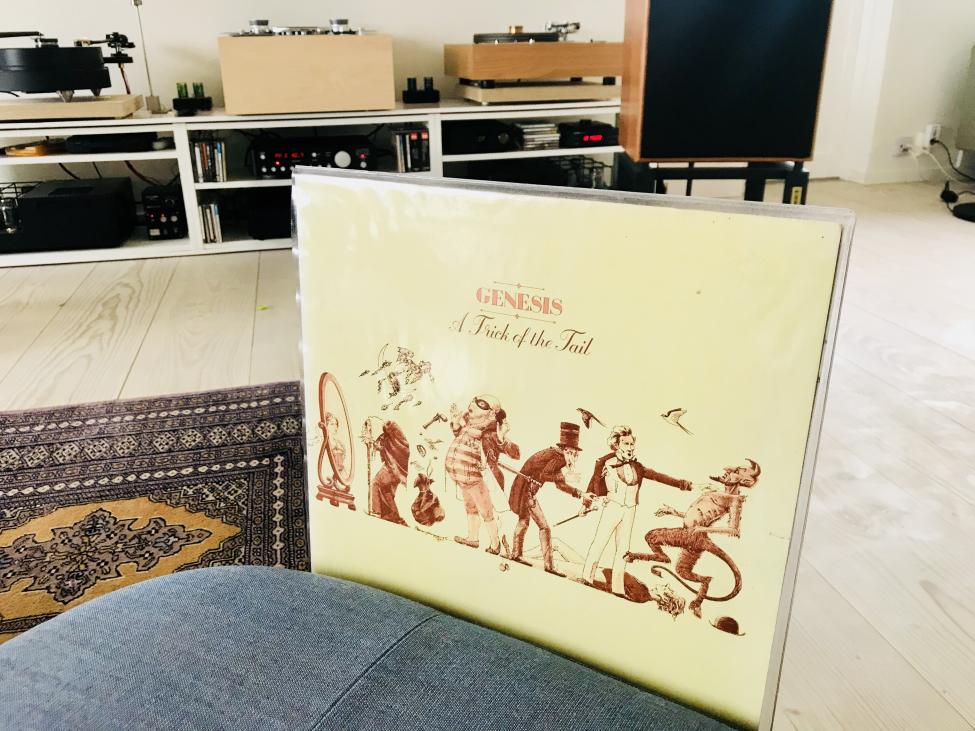 GENESIS
A Trick of the Tail